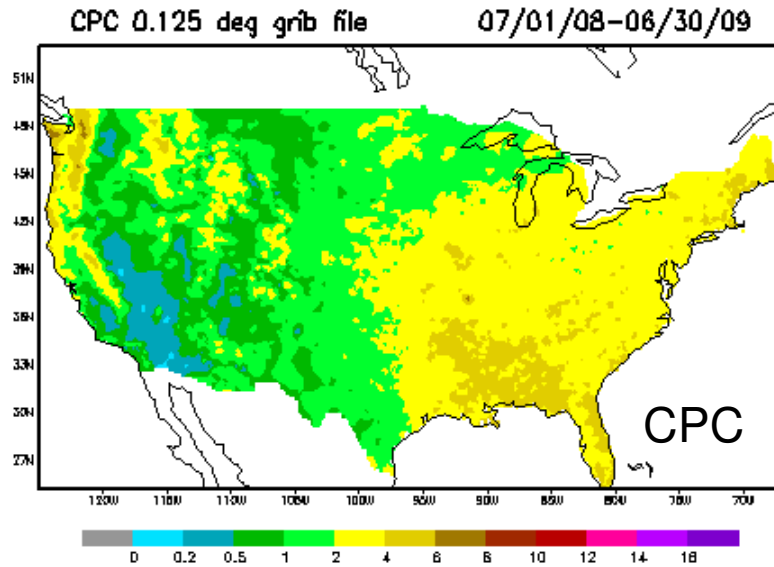 CPC 0.125 deg grib file 07/01/08-06/30/09
51N
48N
45N
42N
39N
36N
33N
30N
27N
CPC
120W 115W 110W 105W 100W 95W 90W 85W 80W 75W 70W
0 0.2 0.5 1 2 4 6 8 10 12 14 16